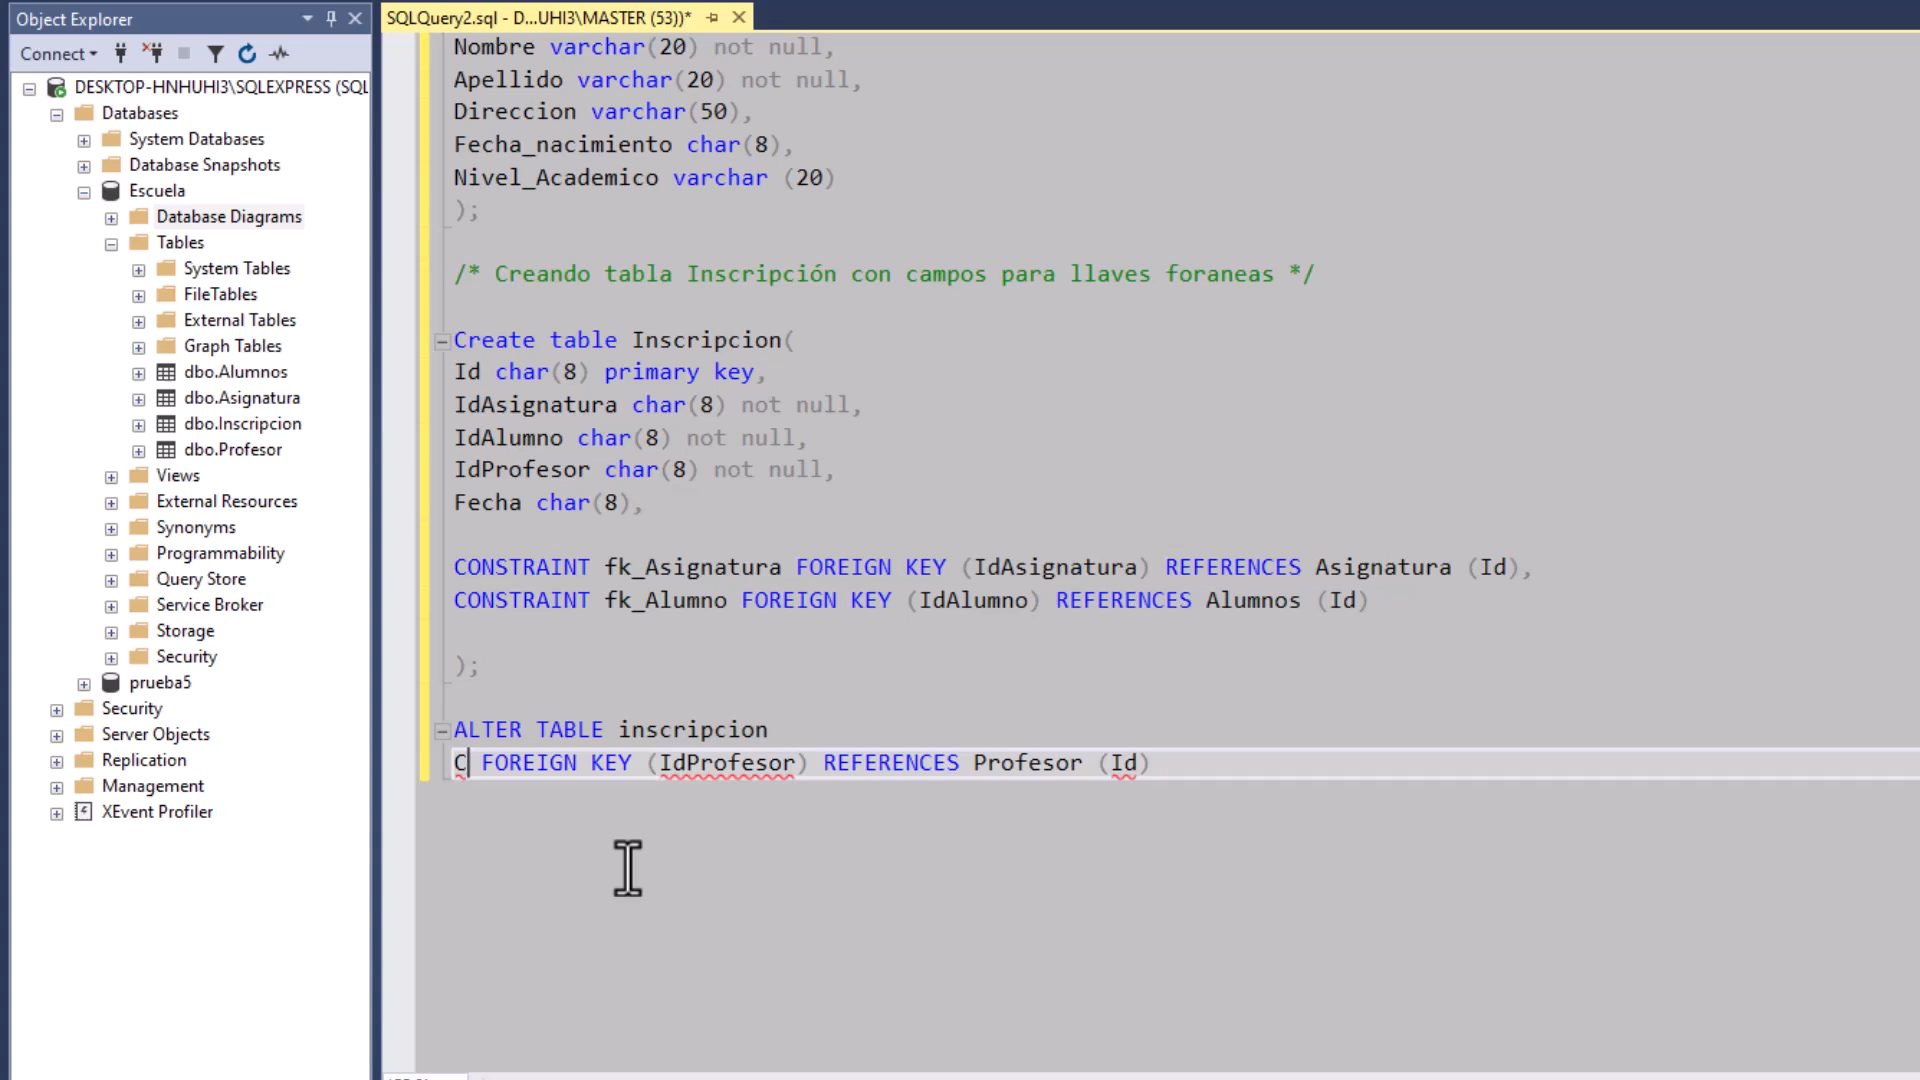 Object Explorer
Connect
DESKTOP-HNHUHI3\SQLEXPRESS (SQL
Databases
System Databases
Database Snapshots
Escuela
Database Diagrams
Tables
System Tables
FileTables
External Tables
Graph Tables
dbo.Alumnos
dbo.Asignatura
dbo.Inscripcion
dbo.Profesor
Views
External Resources
Synonyms
Programmability
Query Store
Service Broker
Storage
Security
prueba5
Security
Server Objects
Replication
Management
XEvent Profiler
SQLQuery2.sql - D...UHI3\MASTER (53))*
Nombre varchar(20) not null,
Apellido varchar(20) not null,
Direccion varchar(50),
Fecha_nacimiento char(8),
Nivel_Academico varchar (20)
);
/* Creando tabla Inscripción con campos para llaves foraneas */
Create table Inscripcion(
Id char(8) primary key,
IdAsignatura char(8) not null,
IdAlumno char(8) not null,
IdProfesor char(8) not null,
Fecha char(8),
CONSTRAINT fk_Asignatura FOREIGN KEY (IdAsignatura) REFERENCES Asignatura (Id),
CONSTRAINT fk_Alumno FOREIGN KEY (IdAlumno) REFERENCES Alumnos (Id)
);
ALTER TABLE inscripcion
C FOREIGN KEY (IdProfesor) REFERENCES Profesor (Id)